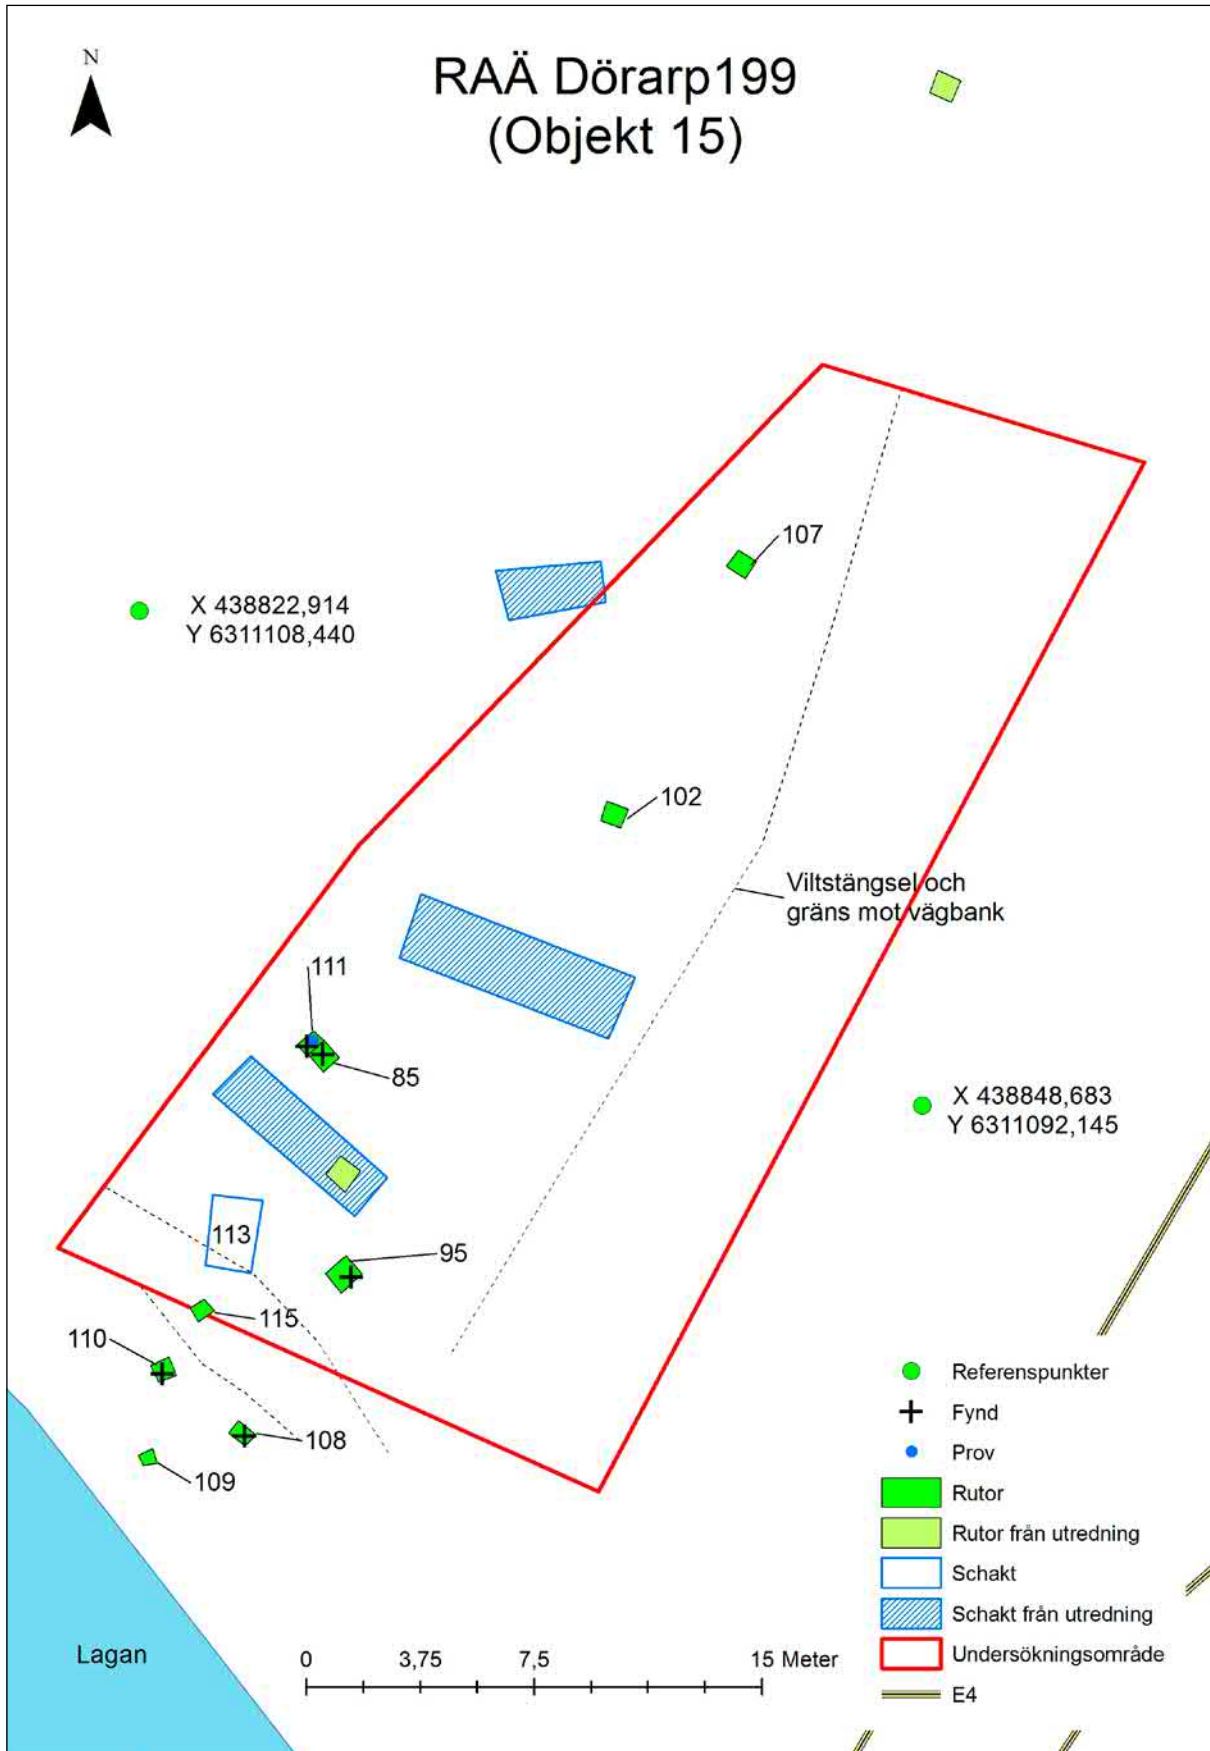 N
RAÄ Dörarp199
(Objekt 15)
107
X 438822,914
Y 6311108,440
102
Viltstängsel och
gräns mot vägbank
111
85
X 438848,683
Y 6311092,145
113
95
115
110
108
109
Referenspunkter
Fynd
Prov
Rutor
Rutor från utredning
Schakt
Schakt från utredning
Undersökningsområde
E4
Lagan
0 3,75 7,5 15 Meter